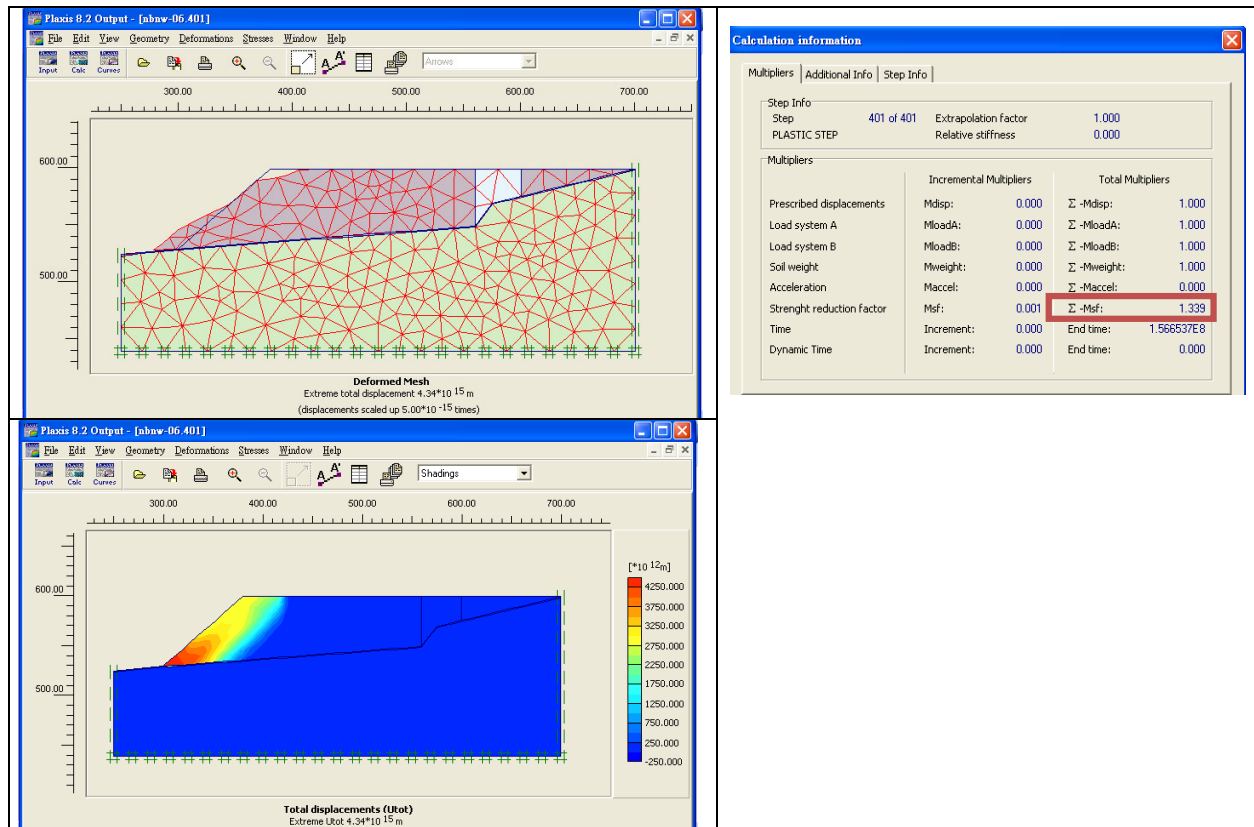 Plaxis 8.2 Output - [nbnw-06.401]
File Edit View Geometry Deformations Stresses Window Help
Input Calc Curves Arrows
300.00 400.00 500.00 600.00 700.00
600.00
500.00
Deformed Mesh
Extreme total displacement 4.34*10 15 m
(displacements scaled up 5.00*10 -15 times)
Calculation information
Multipliers Additional Info Step Info
Step Info
Step 401 of 401 Extrapolation factor 1.000
PLASTIC STEP Relative stiffness 0.000
Multipliers
Incremental Multipliers Total Multipliers
Prescribed displacements Mdisp: 0.000 Σ -Mdisp: 1.000
Load system A MloadA: 0.000 Σ -MloadA: 1.000
Load system B MloadB: 0.000 Σ -MloadB: 1.000
Soil weight Mweight: 0.000 Σ -Mweight: 1.000
Acceleration Maccel: 0.000 Σ -Maccel: 0.000
Strenght reduction factor Msf: 0.001 Σ -Msf: 1.339
Time Increment: 0.000 End time: 1.566537E8
Dynamic Time Increment: 0.000 End time: 0.000
Plaxis 8.2 Output - [nbnw-06.401]
File Edit View Geometry Deformations Stresses Window Help
Input Calc Curves Shadings
300.00 400.00 500.00 600.00 700.00
600.00
500.00
[*10 12m]
4250.000
3750.000
3250.000
2750.000
2250.000
1750.000
1250.000
750.000
250.000
-250.000
Total displacements (Utot)
Extreme Utot 4.34*10 15 m